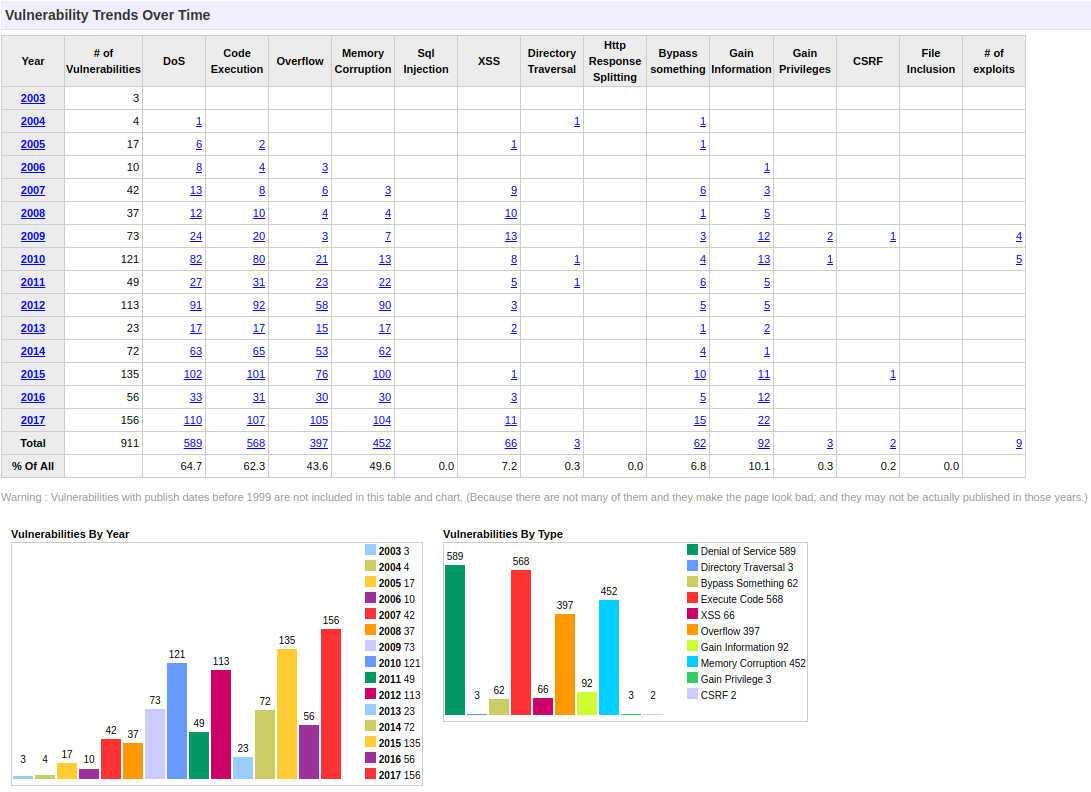 Vulnerability Trends Over Time
Year # of Vulnerabilities DoS Code Execution Overflow Memory Corruption Sql Injection XSS Directory Traversal Http Response Splitting Bypass something Gain Information Gain Privileges CSRF File Inclusion # of exploits
2003 3
2004 4 1 1 1
2005 17 6 2 1 1
2006 10 8 4 3 1
2007 42 13 8 6 3 9 6 3
2008 37 12 10 4 4 10 1 5
2009 73 24 20 3 7 13 3 12 2 1 4
2010 121 82 80 21 13 8 1 4 13 1 5
2011 49 27 31 23 22 5 1 6 5
2012 113 91 92 58 90 3 5 5
2013 23 17 17 15 17 2 1 2
2014 72 63 65 53 62 4 1
2015 135 102 101 76 100 1 10 11 1
2016 56 33 31 30 30 3 5 12
2017 156 110 107 105 104 11 15 22
Total 911 589 568 397 452 66 3 62 92 3 2 9
% Of All 64.7 62.3 43.6 49.6 0.0 7.2 0.3 0.0 6.8 10.1 0.3 0.2 0.0
Warning : Vulnerabilities with publish dates before 1999 are not included in this table and chart. (Because there are not many of them and they make the page look bad; and they may not be actually published in those years.)
Vulnerabilities By Year
3 4 17 10 42 37 73 121 49 113 23 72 135 56 156
2003 3
2004 4
2005 17
2006 10
2007 42
2008 37
2009 73
2010 121
2011 49
2012 113
2013 23
2014 72
2015 135
2016 56
2017 156
Vulnerabilities By Type
589 3 62 568 66 397 92 452 3 2
Denial of Service 589
Directory Traversal 3
Bypass Something 62
Execute Code 568
XSS 66
Overflow 397
Gain Information 92
Memory Corruption 452
Gain Privilege 3
CSRF 2